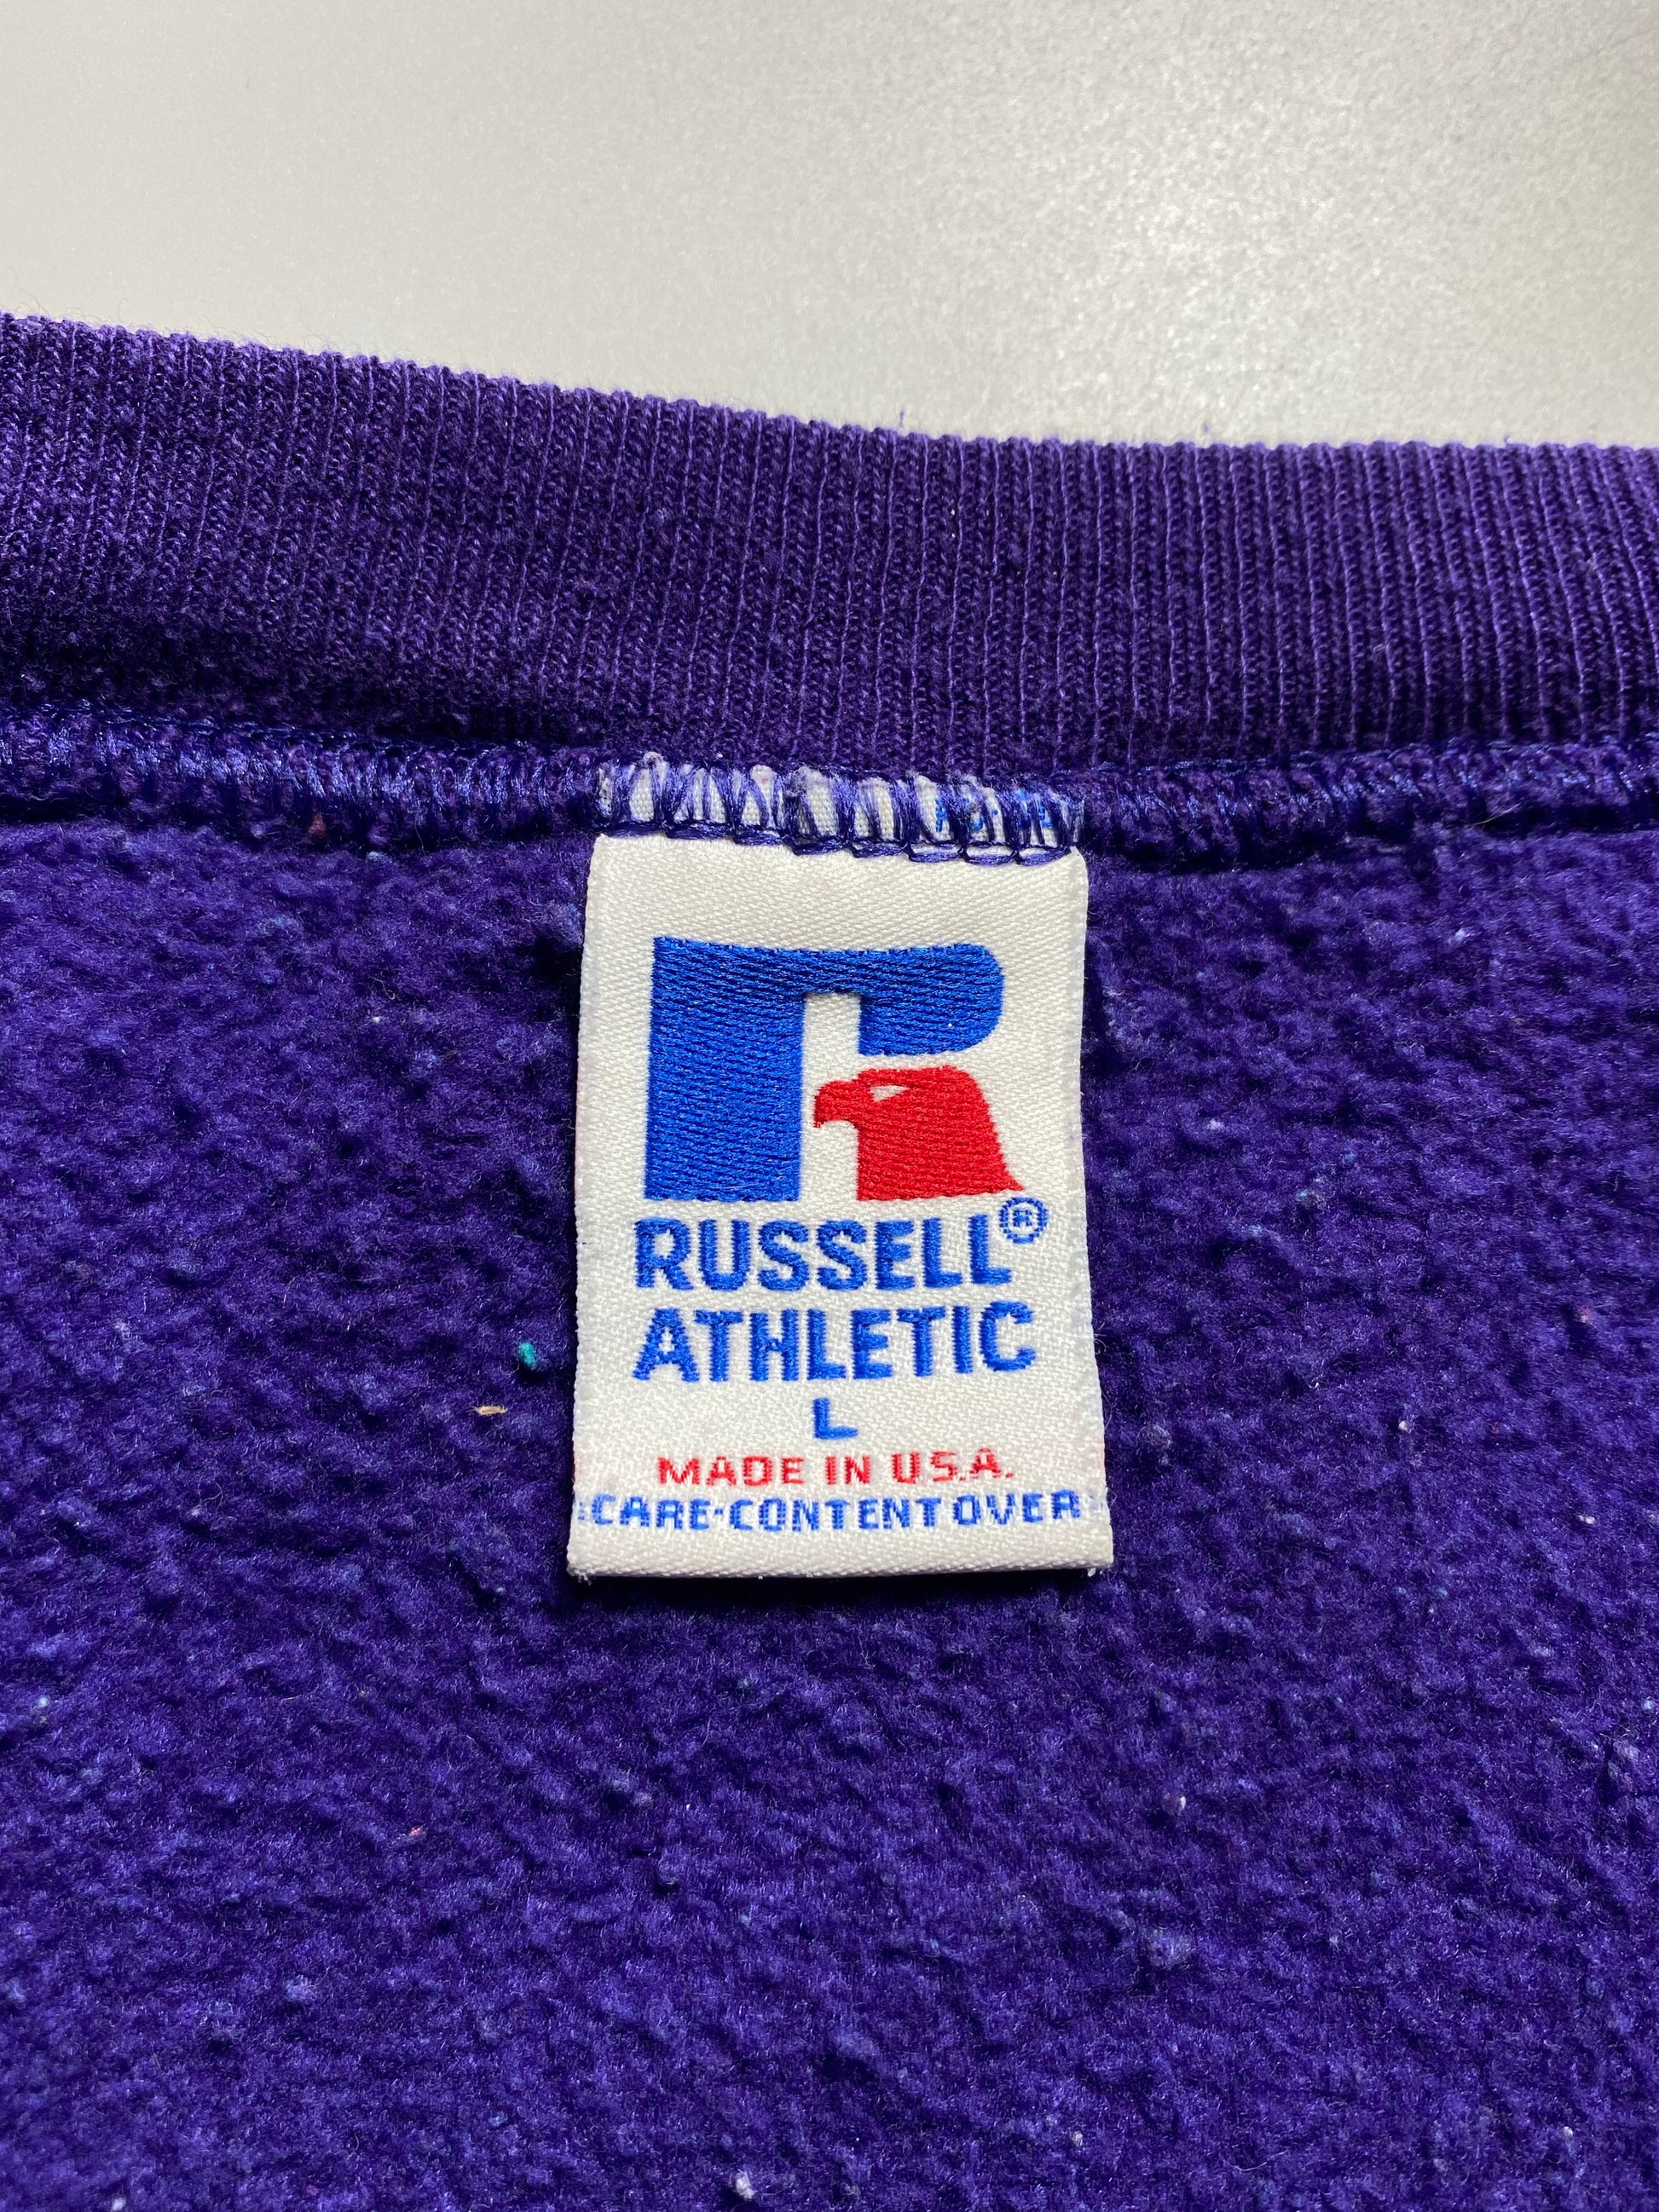 RUSSELL®
ATHLETIC
L
MADE IN U.S.A.
CARE-CONTENT OVER